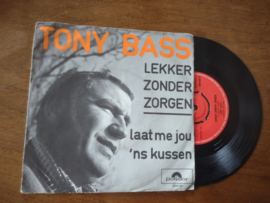 TONY BASS
LEKKER
ZONDER
ZORGEN
laat me jou
'ns kussen